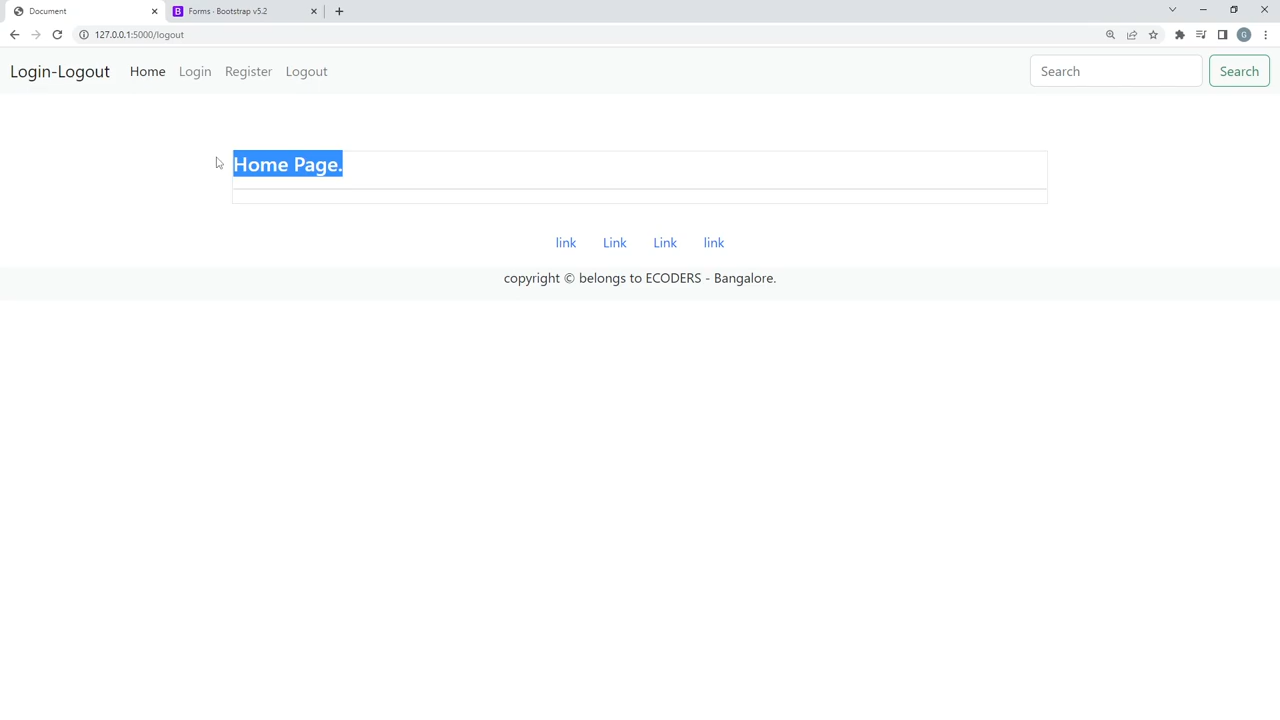 Document
Forms · Bootstrap v5.2
127.0.0.1:5000/logout
G
Login-Logout Home Login Register Logout Search Search
Home Page.
link Link Link link
copyright © belongs to ECODERS - Bangalore.